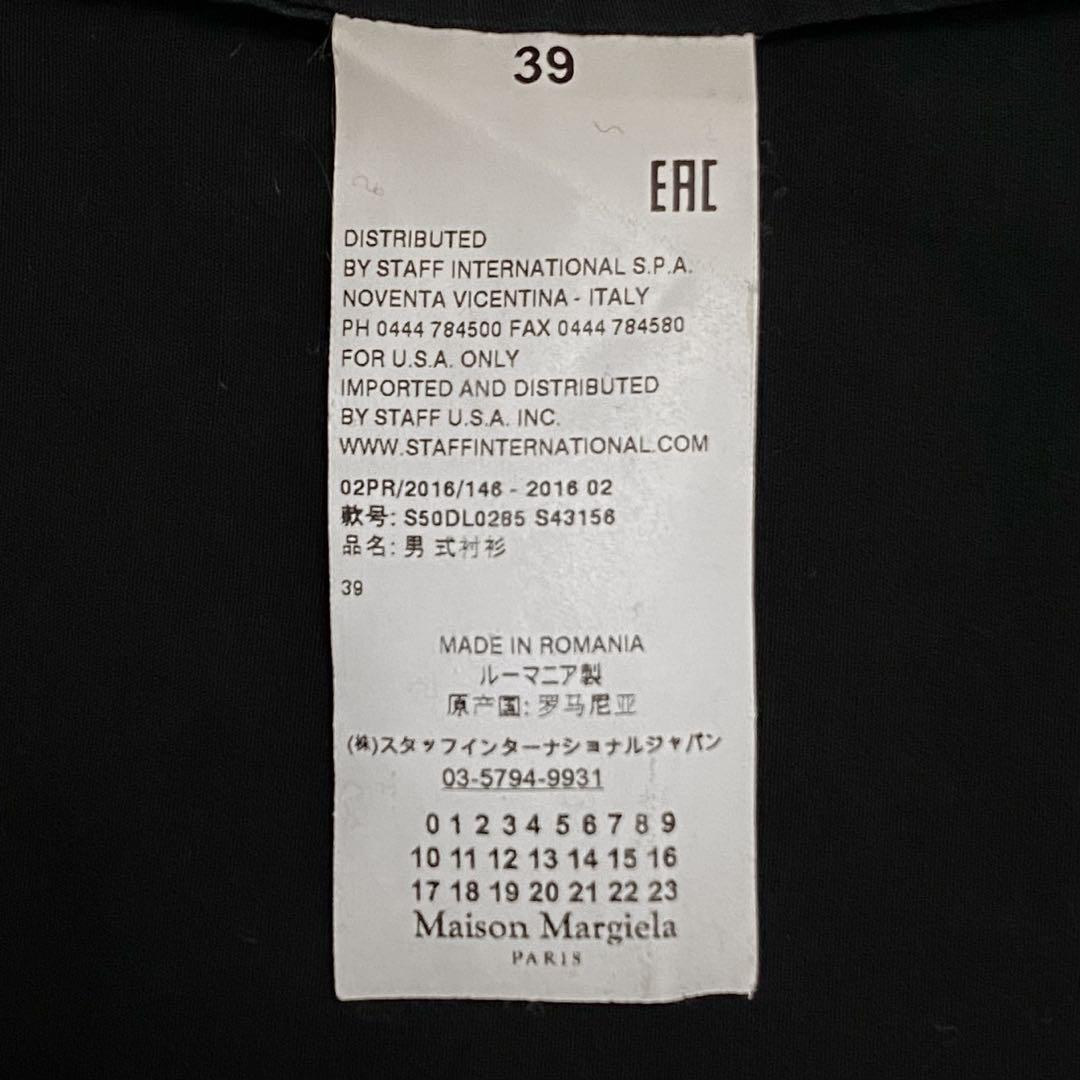 39
EAC
DISTRIBUTED
BY STAFF INTERNATIONAL S.P.A.
NOVENTA VICENTINA - ITALY
PH 0444 784500 FAX 0444 784580
FOR U.S.A. ONLY
IMPORTED AND DISTRIBUTED
BY STAFF U.S.A. INC.
WWW.STAFFINTERNATIONAL.COM
02PR/2016/146 - 2016 02
款号: S50DL0285 S43156
品名: 男 式衬衫
39
MADE IN ROMANIA
ルーマニア製
原产国: 罗马尼亚
(株)スタッフインターナショナルジャパン
03-5794-9931
0 1 2 3 4 5 6 7 8 9
10 11 12 13 14 15 16
17 18 19 20 21 22 23
Maison Margiela
PARIS